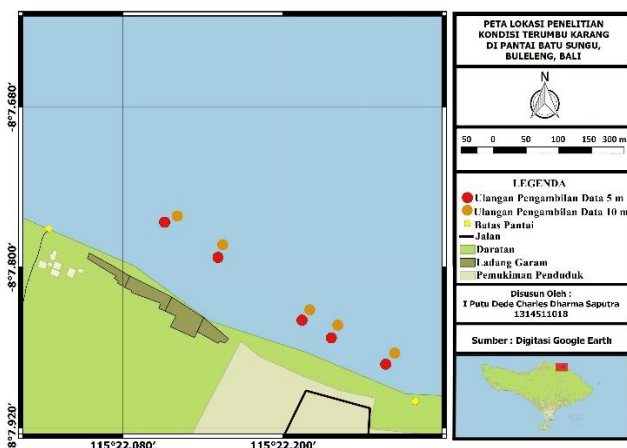 PETA LOKASI PENELITIAN
KONDISI TERUMBU KARANG
DI PANTAI BATU SUNGU,
BULELENG, BALI
N
50 0 50 100 150 300 m
LEGENDA
Ulangan Pengambilan Data 5 m
Ulangan Pengambilan Data 10 m
Batas Pantai
Jalan
Daratan
Ladang Garam
Pemukiman Penduduk
Disusun Oleh :
I Putu Dede Charles Dharma Saputra
1314511018
Sumber : Digitasi Google Earth
-8°7.680'
-8°7.800'
-8°7.920'
115°22.080'
115°22.200'